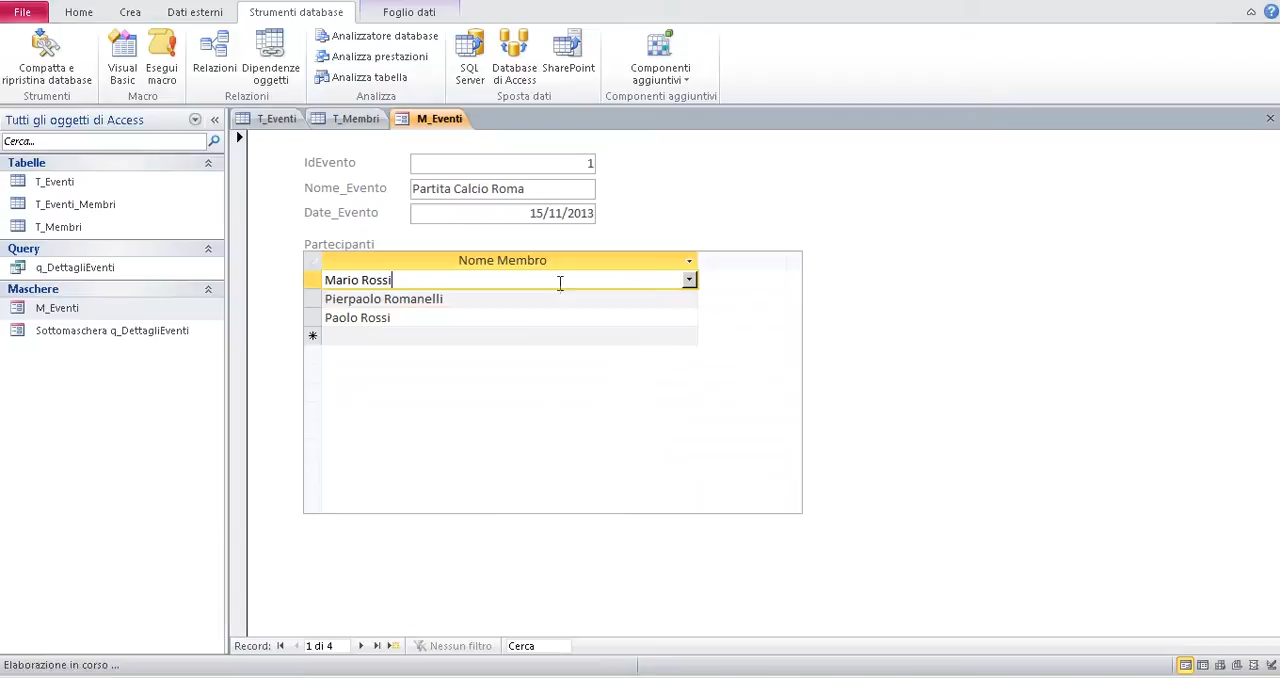 File Home Crea Dati esterni Strumenti database Foglio dati
Compatta e ripristina database
Visual Basic
Esegui macro
Relazioni
Dipendenze oggetti
Analizzatore database
Analizza prestazioni
Analizza tabella
SQL Server
Database di Access
SharePoint
Componenti aggiuntivi
Strumenti Macro Relazioni Analizza Sposta dati Componenti aggiuntivi
Tutti gli oggetti di Access
Cerca...
Tabelle
T_Eventi
T_Eventi_Membri
T_Membri
Query
q_DettagliEventi
Maschere
M_Eventi
Sottomaschera q_DettagliEventi
T_Eventi T_Membri M_Eventi
IdEvento 1
Nome_Evento Partita Calcio Roma
Date_Evento 15/11/2013
Partecipanti
Nome Membro
Mario Rossi
Pierpaolo Romanelli
Paolo Rossi
Record: 1 di 4 Nessun filtro Cerca
Elaborazione in corso ...